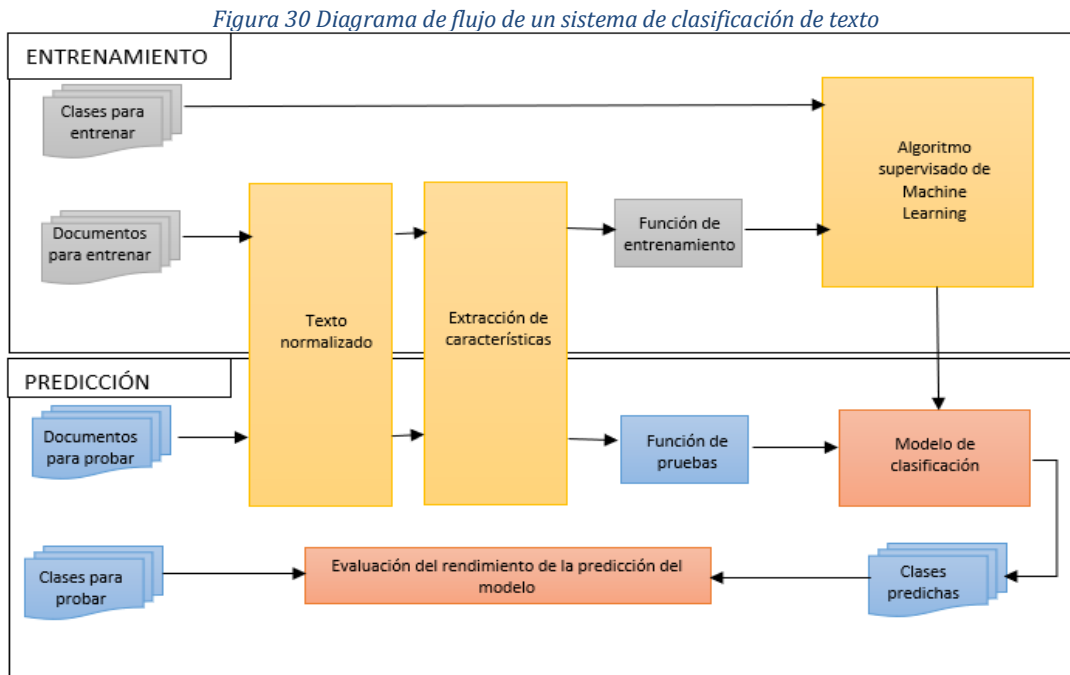 Figura 30 Diagrama de flujo de un sistema de clasificación de texto
ENTRENAMIENTO
Clases para
entrenar
Algoritmo
supervisado de
Machine
Learning
Documentos
para entrenar
Función de
entrenamiento
Texto
normalizado
Extracción de
características
PREDICCIÓN
Documentos
para probar
Función de
pruebas
Modelo de
clasificación
Clases para
probar
Evaluación del rendimiento de la predicción del
modelo
Clases
predichas